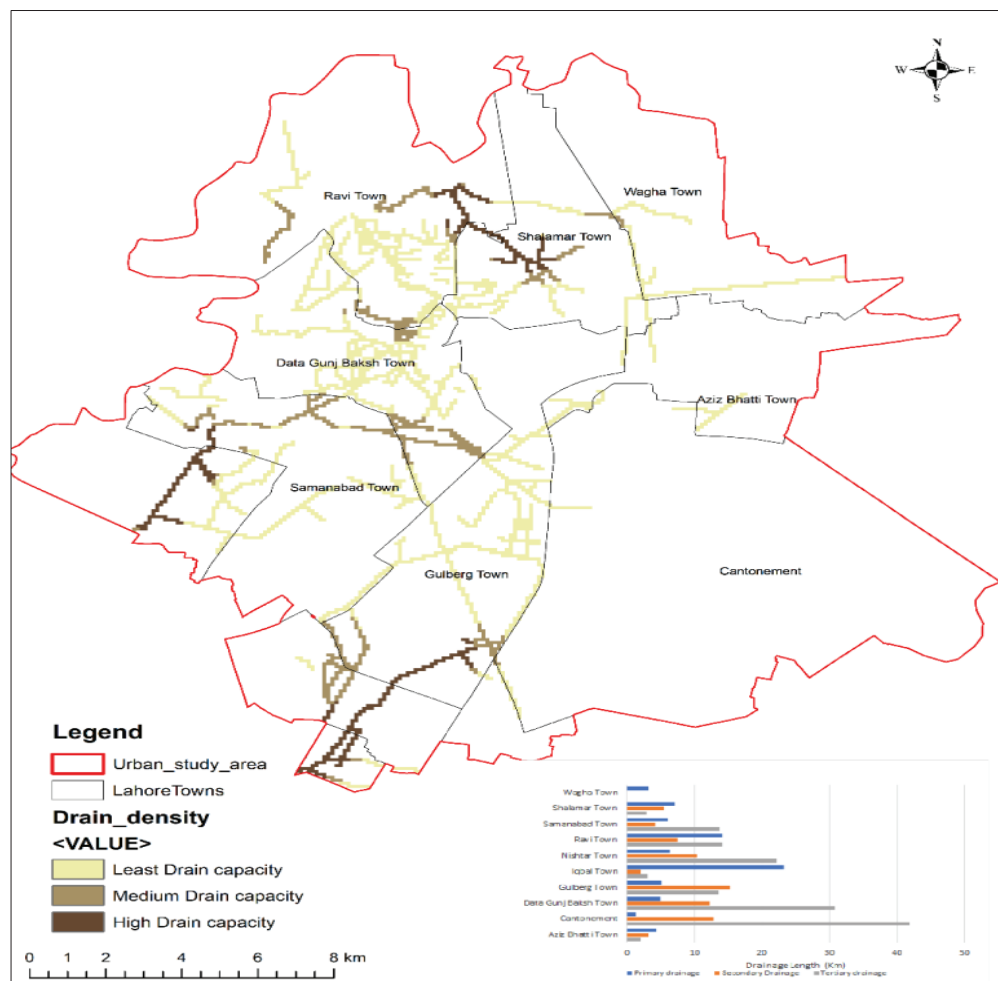 N
W E
S
Wagha Town
Ravi Town
Shalamar Town
Data Gunj Baksh Town
Aziz Bhatti Town
Samanabad Town
Gulberg Town
Cantonement
Legend
Urban_study_area
LahoreTowns
Drain_density
<VALUE>
Least Drain capacity
Medium Drain capacity
High Drain capacity
0 1 2 4 6 8 km
Wagha Town
Shalamar Town
Samanabad Town
Ravi Town
Nishtar Town
Iqbal Town
Gulberg Town
Data Gunj Baksh Town
Cantonement
Aziz Bhatti Town
0 10 20 30 40 50
Drainage Length (Km)
Primary drainage Secondary Drainage Tertiary drainage